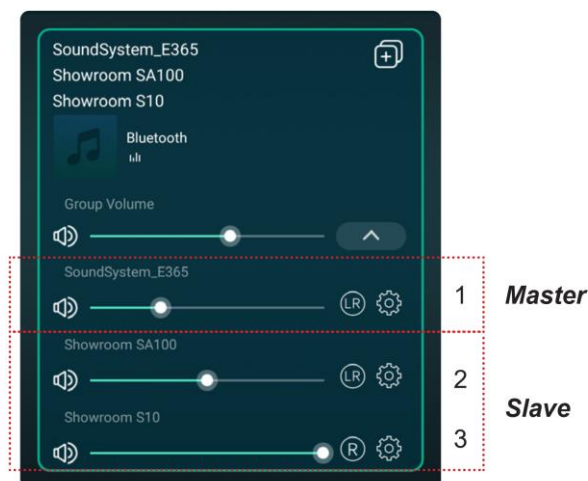 SoundSystem_E365
Showroom SA100
Showroom S10
Bluetooth
Group Volume
SoundSystem_E365
LR
1
Master
Showroom SA100
LR
2
Slave
Showroom S10
R
3